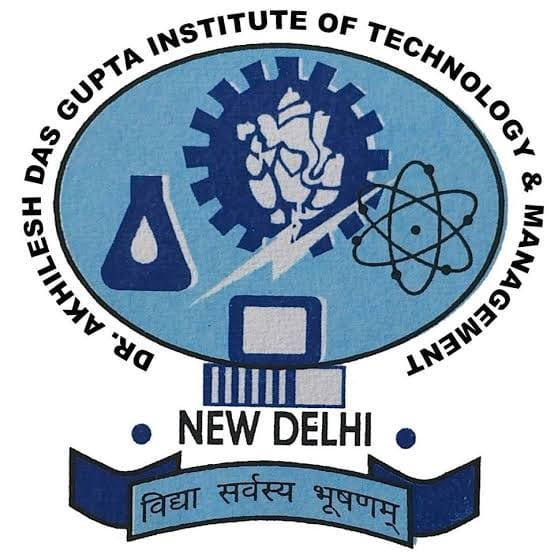 DR. AKHILESH DAS GUPTA INSTITUTE OF TECHNOLOGY & MANAGEMENT
NEW DELHI
विद्या सर्वस्य भूषणम्